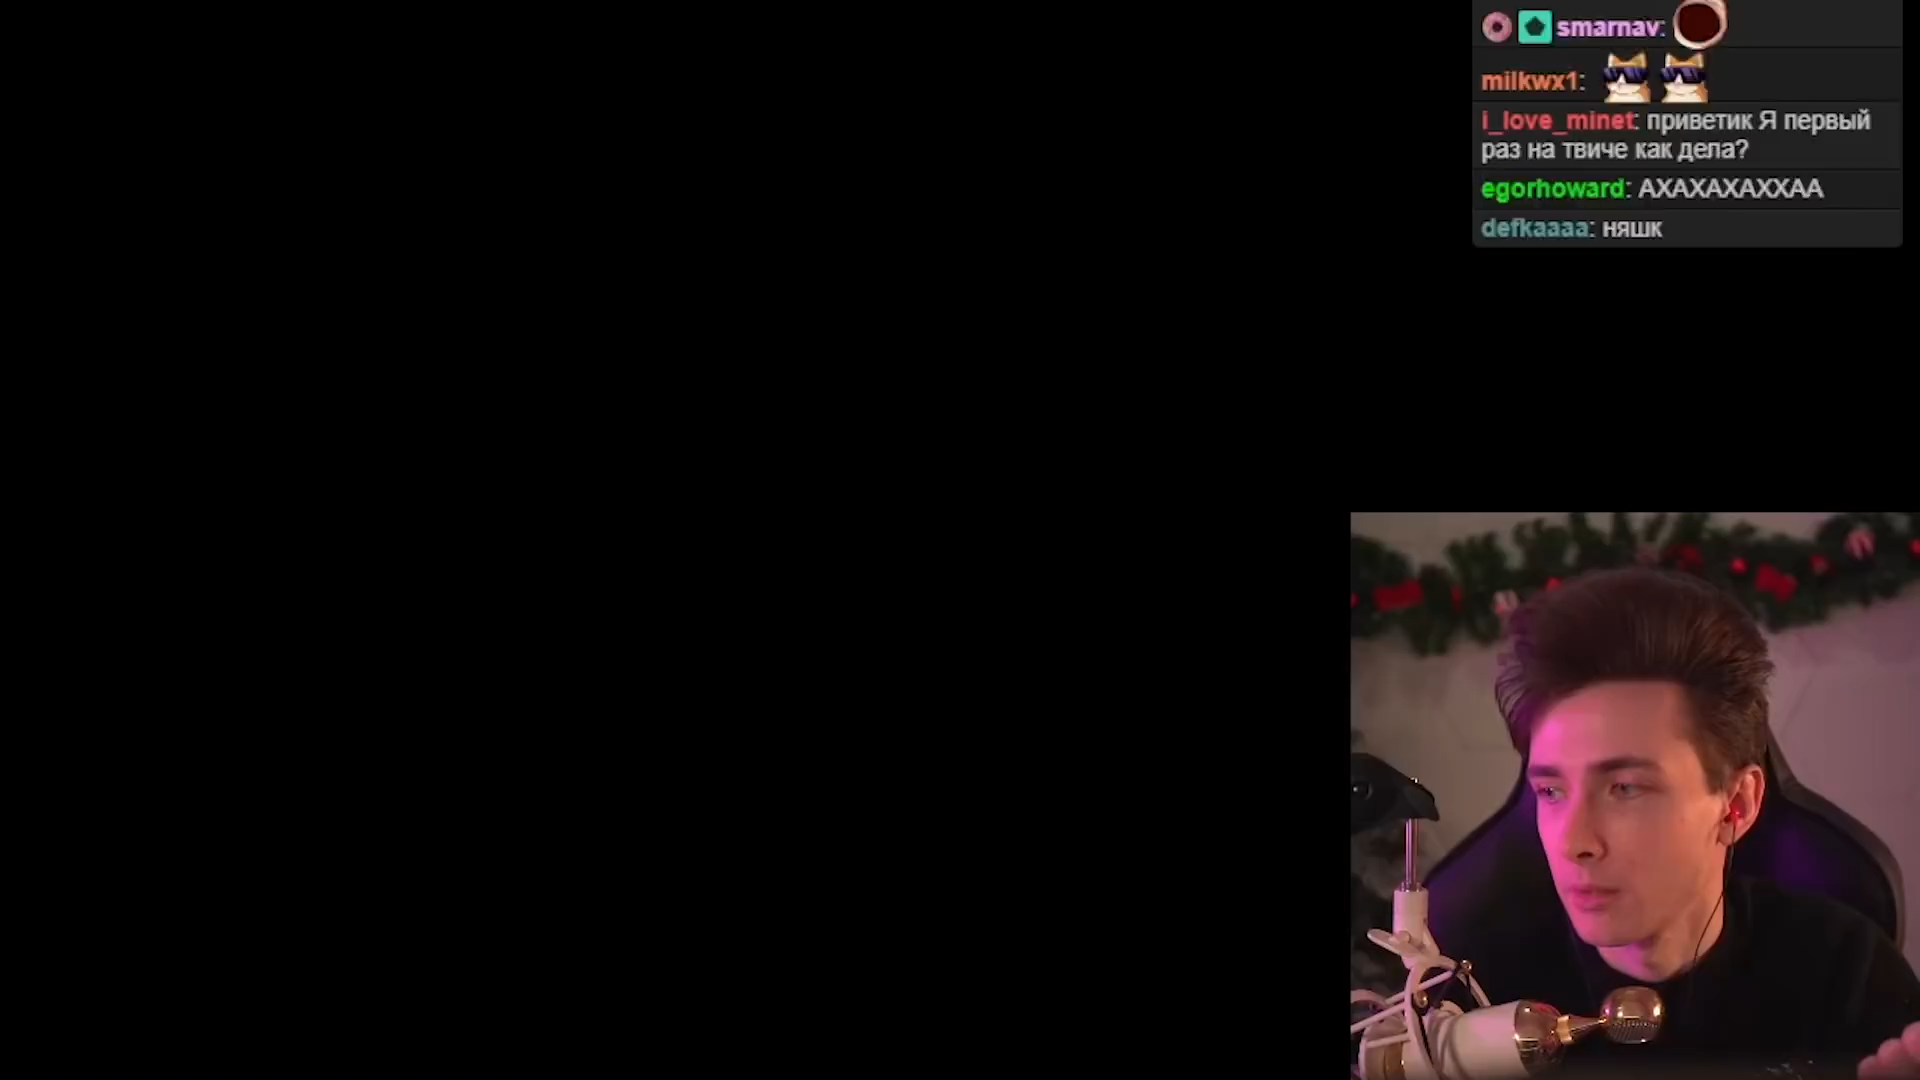 smarnav:
milkwx1:
i_love_minet: приветик Я первый
раз на твиче как дела?
egorhoward: АХАХАХАХХАА
defkaaaa: няшк